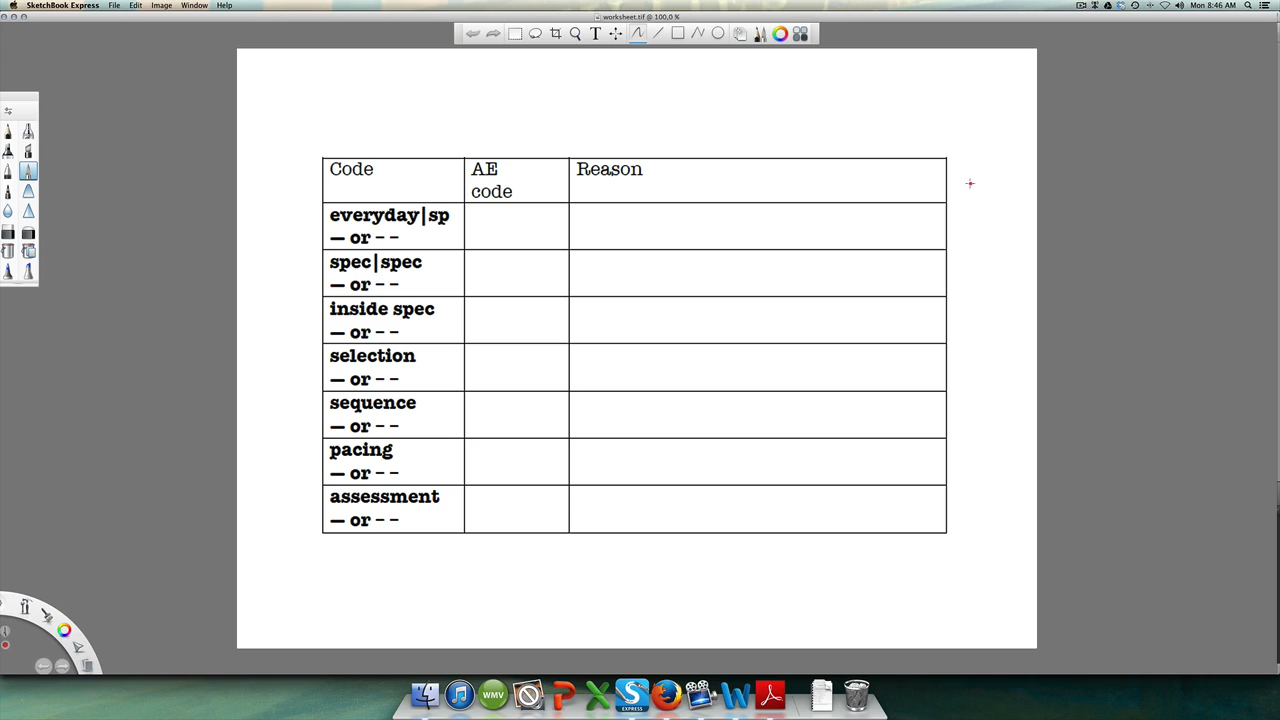 SketchBook Express File Edit Image Window Help Mon 8:46 AM
worksheet.tif @ 100,0 %
T
Code AE code Reason
everyday|sp
— or – –
spec|spec
— or – –
inside spec
— or – –
selection
— or – –
sequence
— or – –
pacing
— or – –
assessment
— or – –
WMV
EXPRESS